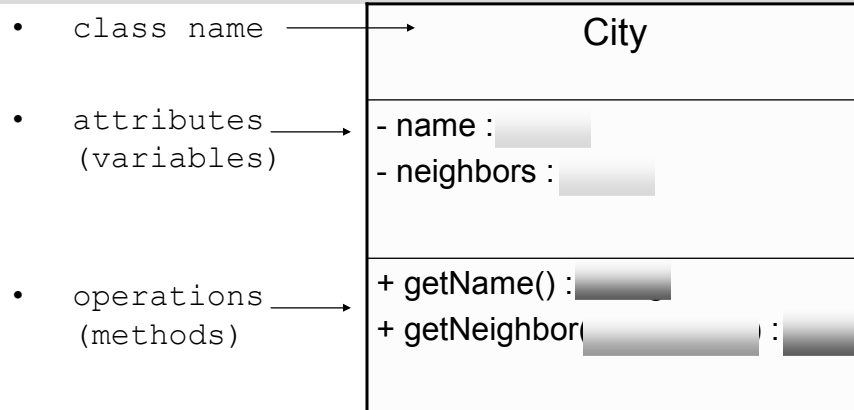 • class name
City
• attributes
(variables)
- name :
- neighbors :
• operations
(methods)
+ getName() :
+ getNeighbor( ) :